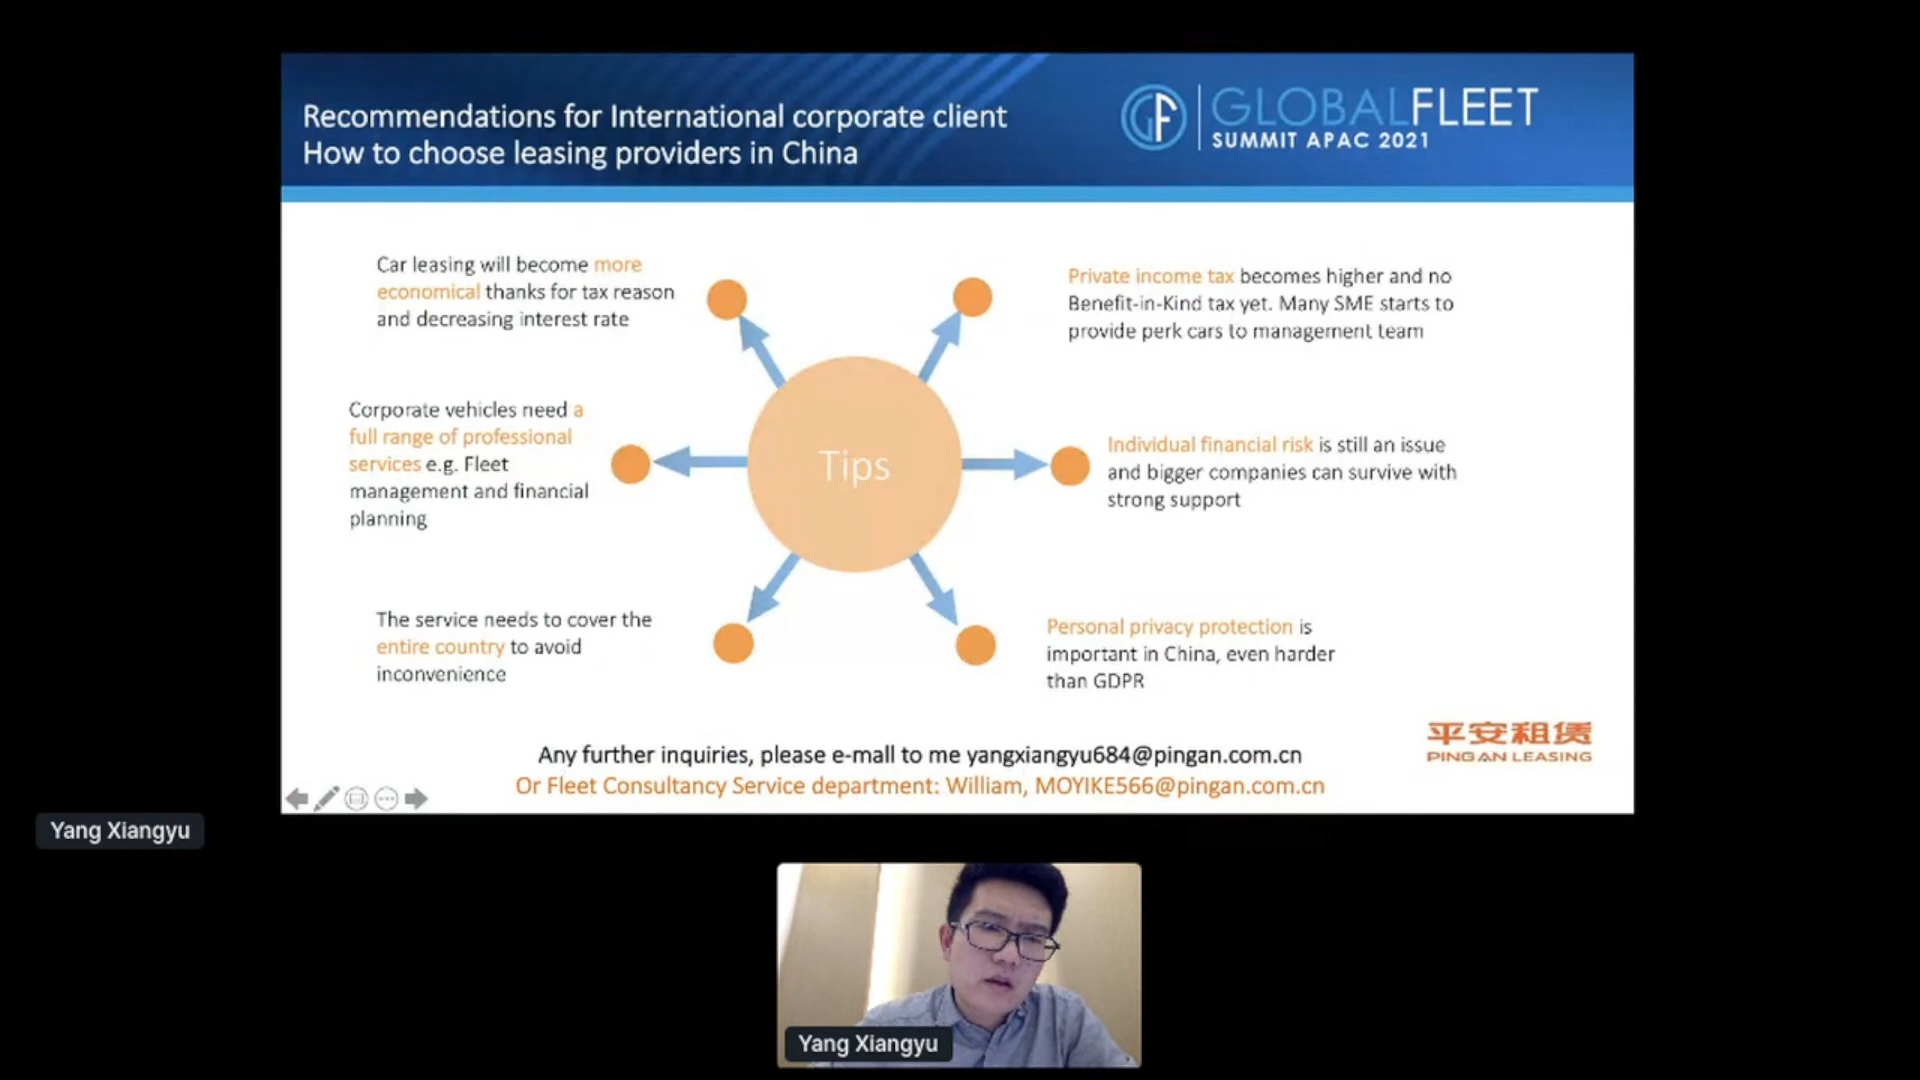 Recommendations for International corporate client
How to choose leasing providers in China
GF
GLOBALFLEET
SUMMIT APAC 2021
Car leasing will become more
economical thanks for tax reason
and decreasing interest rate
Private income tax becomes higher and no
Benefit-in-Kind tax yet. Many SME starts to
provide perk cars to management team
Corporate vehicles need a
full range of professional
services e.g. Fleet
management and financial
planning
Tips
Individual financial risk is still an issue
and bigger companies can survive with
strong support
The service needs to cover the
entire country to avoid
inconvenience
Personal privacy protection is
important in China, even harder
than GDPR
平安租赁
PINGAN LEASING
Any further inquiries, please e-mall to me yangxiangyu684@pingan.com.cn
Or Fleet Consultancy Service department: William, MOYIKE566@pingan.com.cn
Yang Xiangyu
Yang Xiangyu